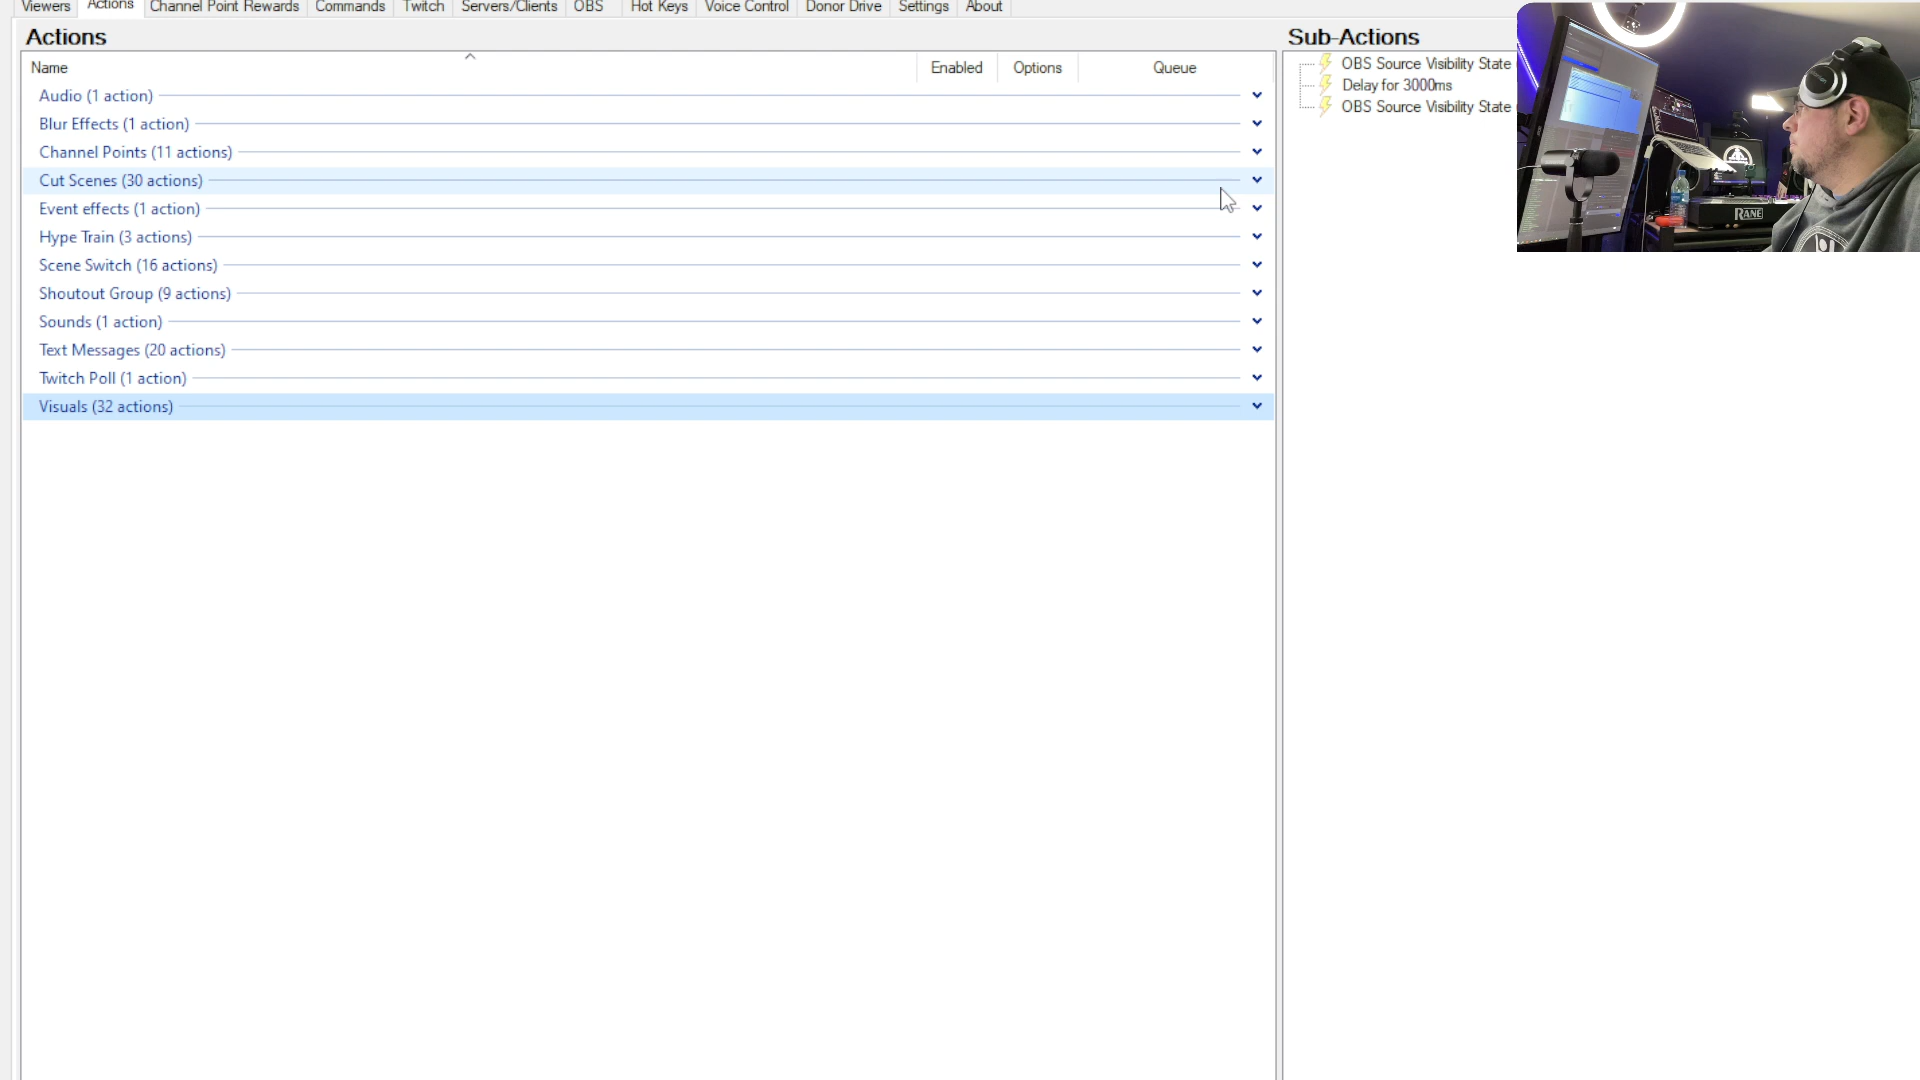 Viewers Actions Channel Point Rewards Commands Twitch Servers/Clients OBS Hot Keys Voice Control Donor Drive Settings About
Actions
Name Enabled Options Queue
Audio (1 action)
Blur Effects (1 action)
Channel Points (11 actions)
Cut Scenes (30 actions)
Event effects (1 action)
Hype Train (3 actions)
Scene Switch (16 actions)
Shoutout Group (9 actions)
Sounds (1 action)
Text Messages (20 actions)
Twitch Poll (1 action)
Visuals (32 actions)
Sub-Actions
OBS Source Visibility State
Delay for 3000ms
OBS Source Visibility State
RANE